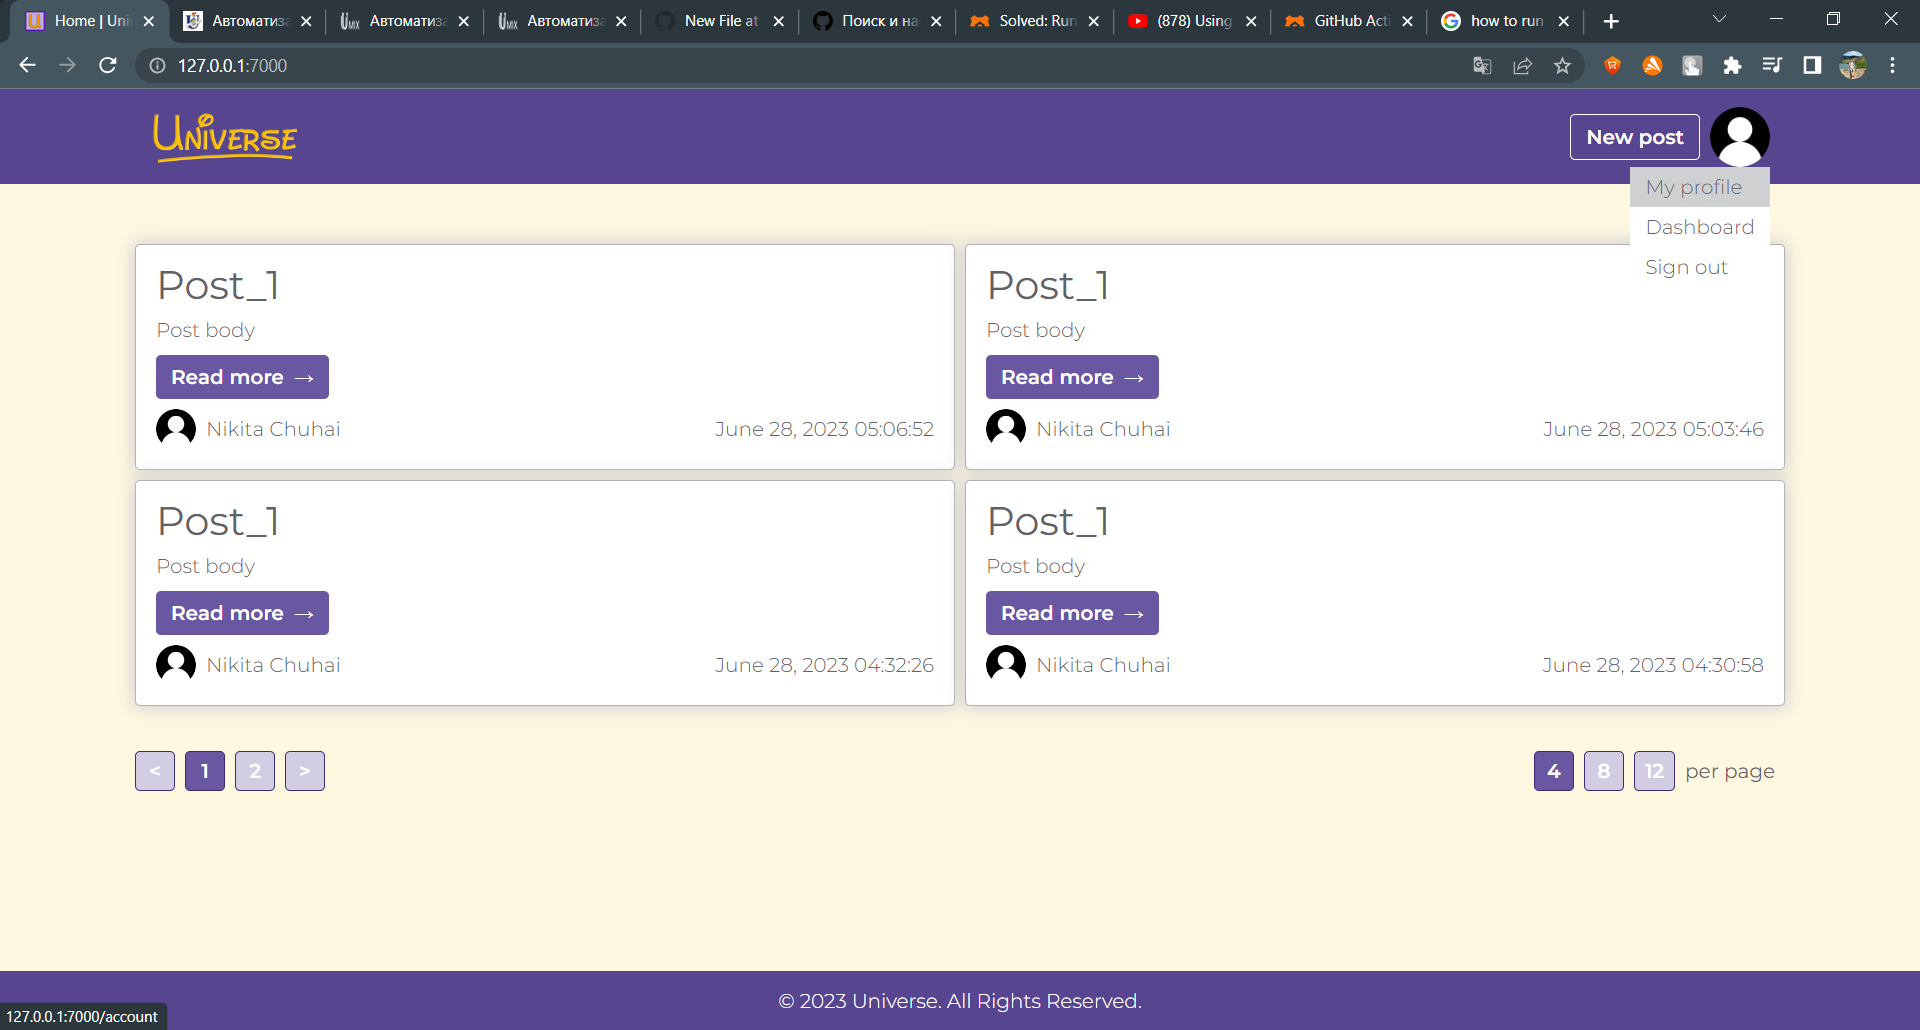 Home | Uni
Автоматиза
Автоматиза
Автоматиза
New File at
Поиск и на
Solved: Run
(878) Using
GitHub Acti
how to run
127.0.0.1:7000
UNIVERSE
New post
My profile
Dashboard
Sign out
Post_1
Post body
Read more →
Nikita Chuhai
June 28, 2023 05:06:52
Post_1
Post body
Read more →
Nikita Chuhai
June 28, 2023 05:03:46
Post_1
Post body
Read more →
Nikita Chuhai
June 28, 2023 04:32:26
Post_1
Post body
Read more →
Nikita Chuhai
June 28, 2023 04:30:58
< 1 2 >
4 8 12 per page
© 2023 Universe. All Rights Reserved.
127.0.0.1:7000/account